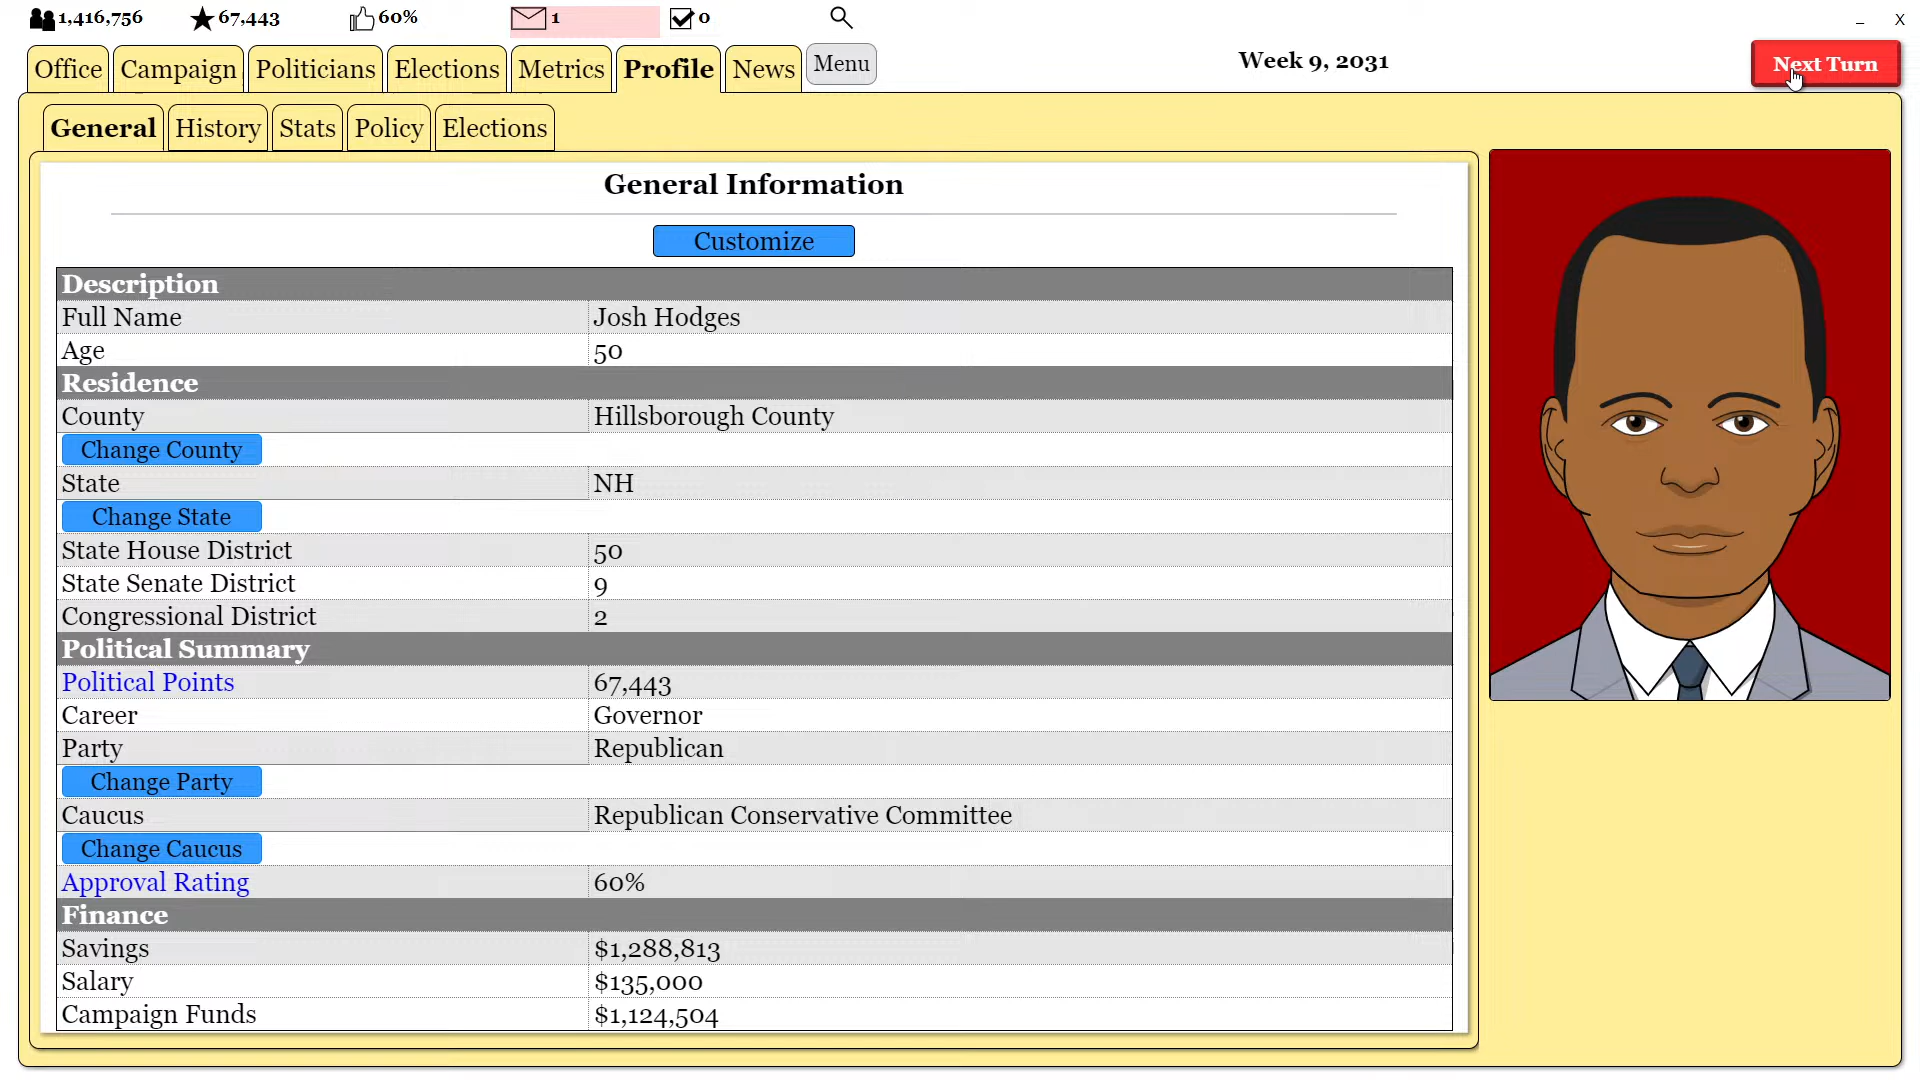 1,416,756 67,443 60% 1 0 _ X
Office Campaign Politicians Elections Metrics Profile News Menu Week 9, 2031 Next Turn
General History Stats Policy Elections
General Information
Customize
Description
Full Name Josh Hodges
Age 50
Residence
County Hillsborough County
Change County
State NH
Change State
State House District 50
State Senate District 9
Congressional District 2
Political Summary
Political Points 67,443
Career Governor
Party Republican
Change Party
Caucus Republican Conservative Committee
Change Caucus
Approval Rating 60%
Finance
Savings $1,288,813
Salary $135,000
Campaign Funds $1,124,504